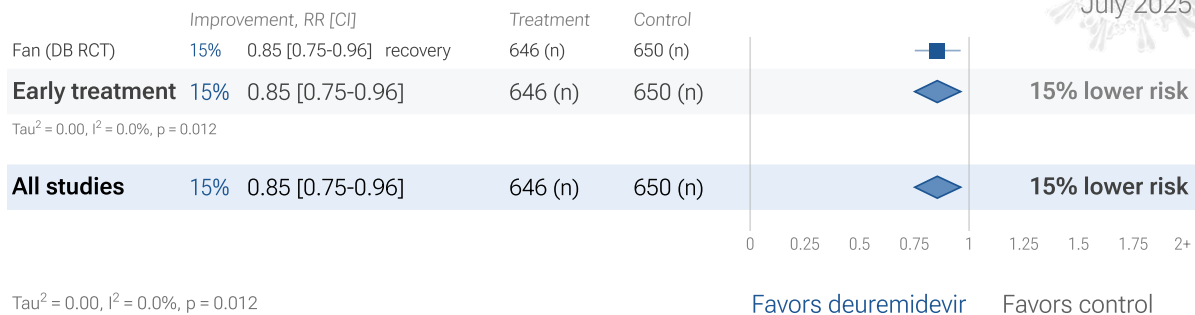 July 2025
Improvement, RR [CI] Treatment Control
Fan (DB RCT) 15% 0.85 [0.75-0.96] recovery 646 (n) 650 (n)
Early treatment 15% 0.85 [0.75-0.96] 646 (n) 650 (n) 15% lower risk
Tau² = 0.00, I² = 0.0%, p = 0.012
All studies 15% 0.85 [0.75-0.96] 646 (n) 650 (n) 15% lower risk
0 0.25 0.5 0.75 1 1.25 1.5 1.75 2+
Tau² = 0.00, I² = 0.0%, p = 0.012 Favors deuremidevir Favors control